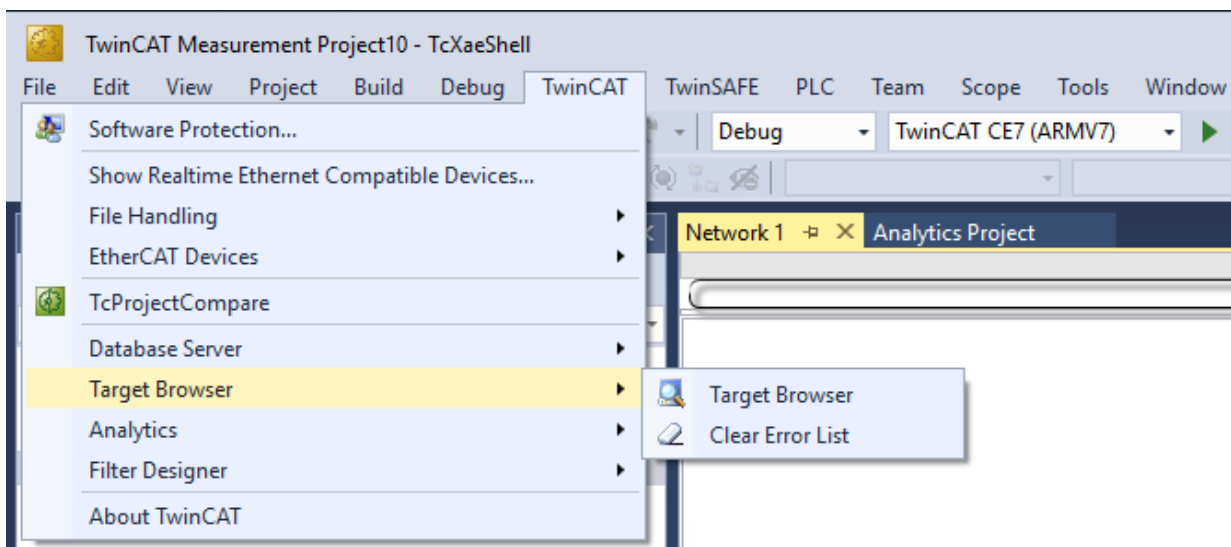 TwinCAT Measurement Project10 - TcXaeShell
File Edit View Project Build Debug TwinCAT TwinSAFE PLC Team Scope Tools Window
Software Protection...
Debug TwinCAT CE7 (ARMV7)
Show Realtime Ethernet Compatible Devices...
File Handling
Network 1 Analytics Project
EtherCAT Devices
TcProjectCompare
Database Server
Target Browser
Target Browser
Analytics
Clear Error List
Filter Designer
About TwinCAT